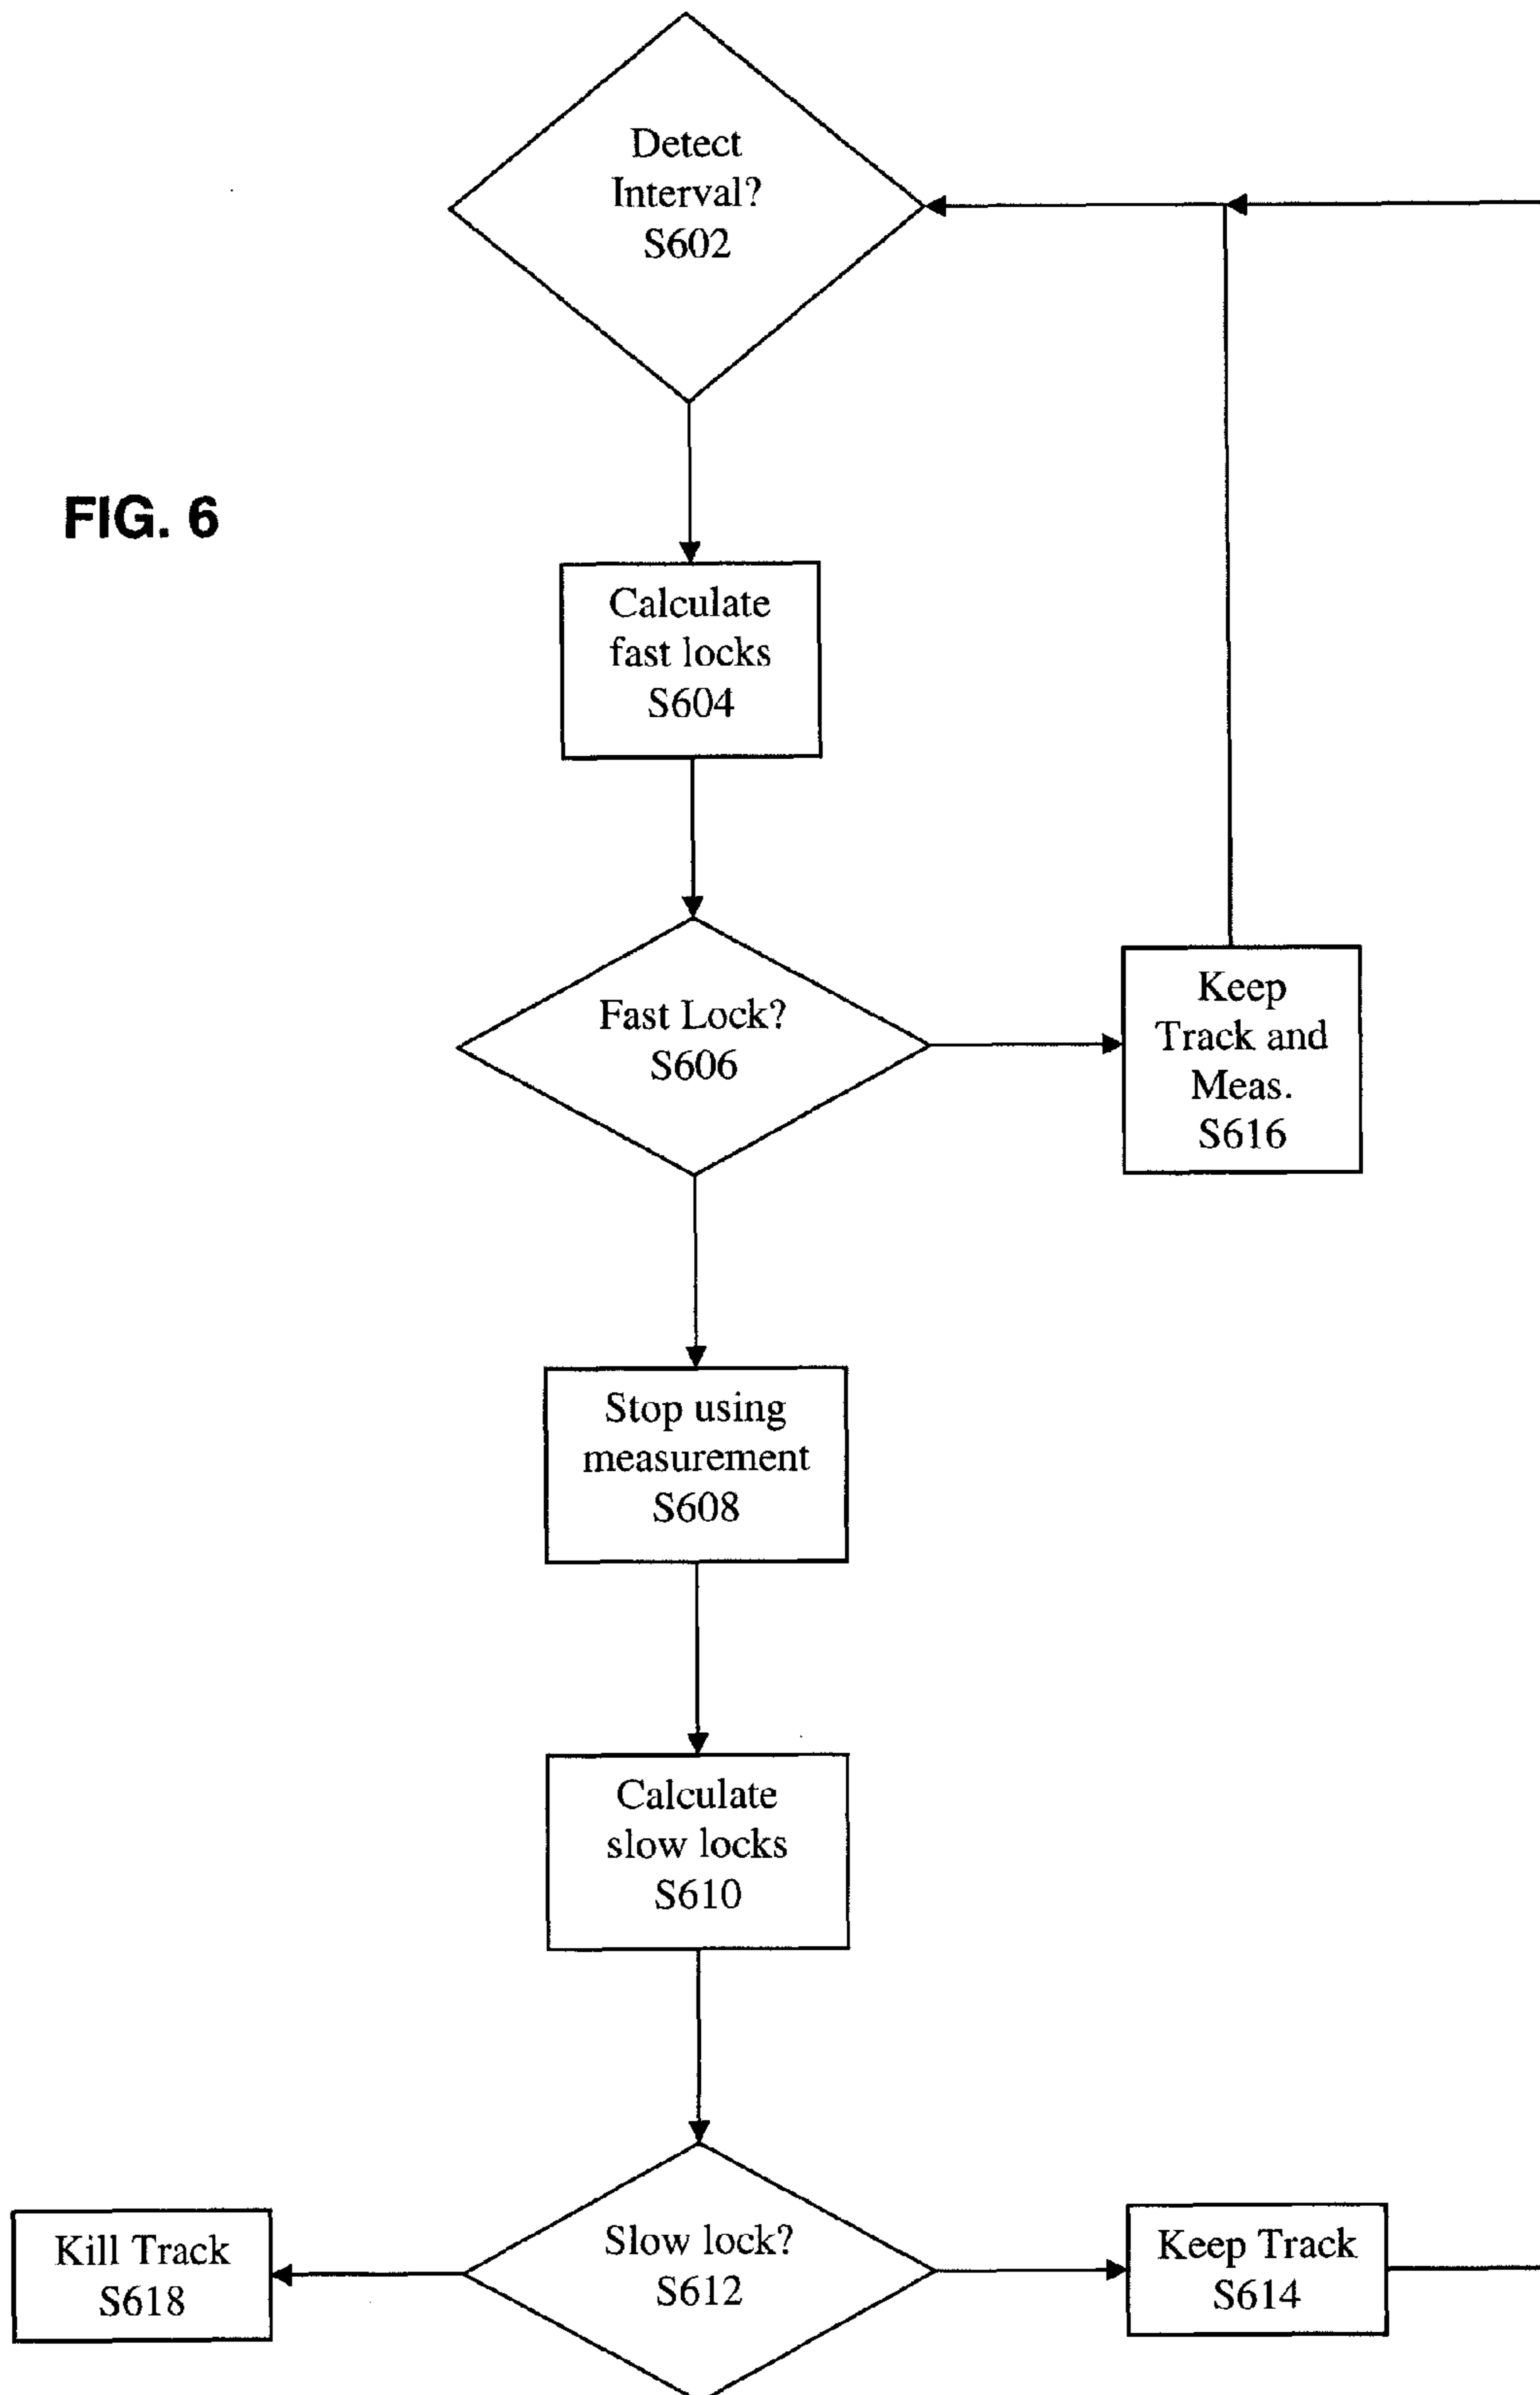 Detect
Interval?
S602
FIG. 6
Calculate
fast locks
S604
Fast Lock?
S606
Keep
Track and
Meas.
S616
Stop using
measurement
S608
Calculate
slow locks
S610
Slow lock?
S612
Kill Track
S618
Keep Track
S614